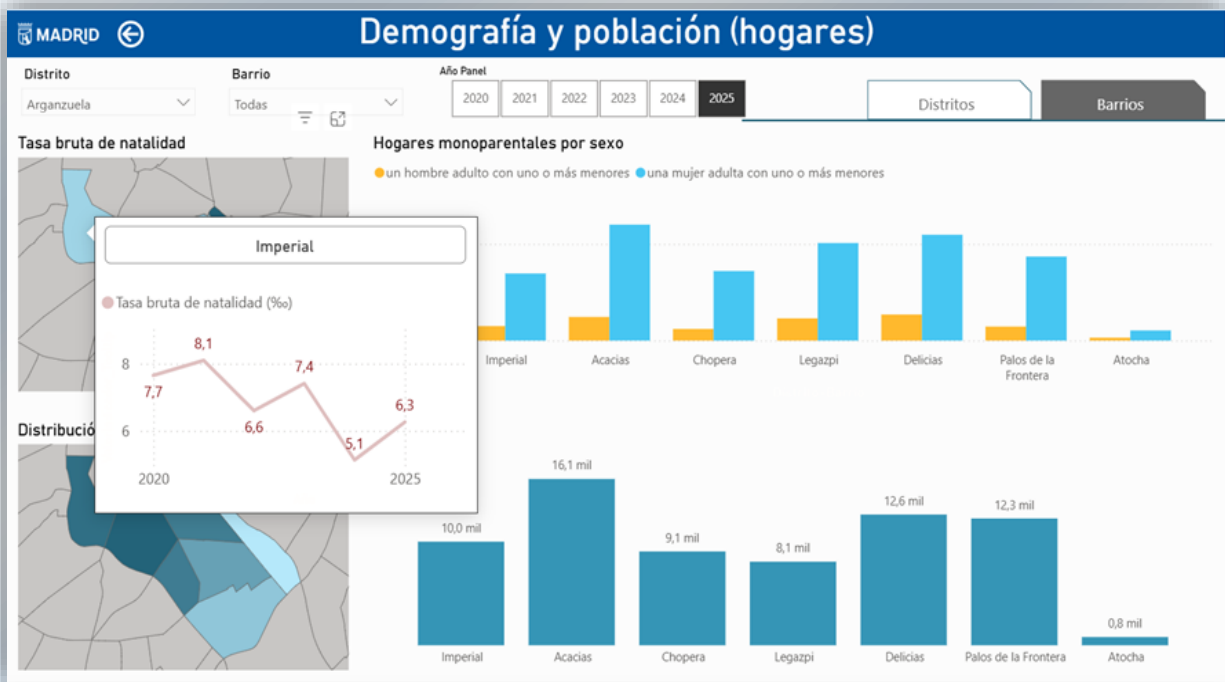 MADRID
Demografía y población (hogares)
Distrito
Barrio
Año Panel
Arganzuela
Todas
2020
2021
2022
2023
2024
2025
Distritos
Barrios
Tasa bruta de natalidad
Hogares monoparentales por sexo
un hombre adulto con uno o más menores
una mujer adulta con uno o más menores
Imperial
Tasa bruta de natalidad (‰)
8
6
7,7
8,1
6,6
7,4
5,1
6,3
2020
2025
Imperial
Acacias
Chopera
Legazpi
Delicias
Palos de la
Frontera
Atocha
Distribució
10,0 mil
16,1 mil
9,1 mil
8,1 mil
12,6 mil
12,3 mil
0,8 mil
Imperial
Acacias
Chopera
Legazpi
Delicias
Palos de la Frontera
Atocha